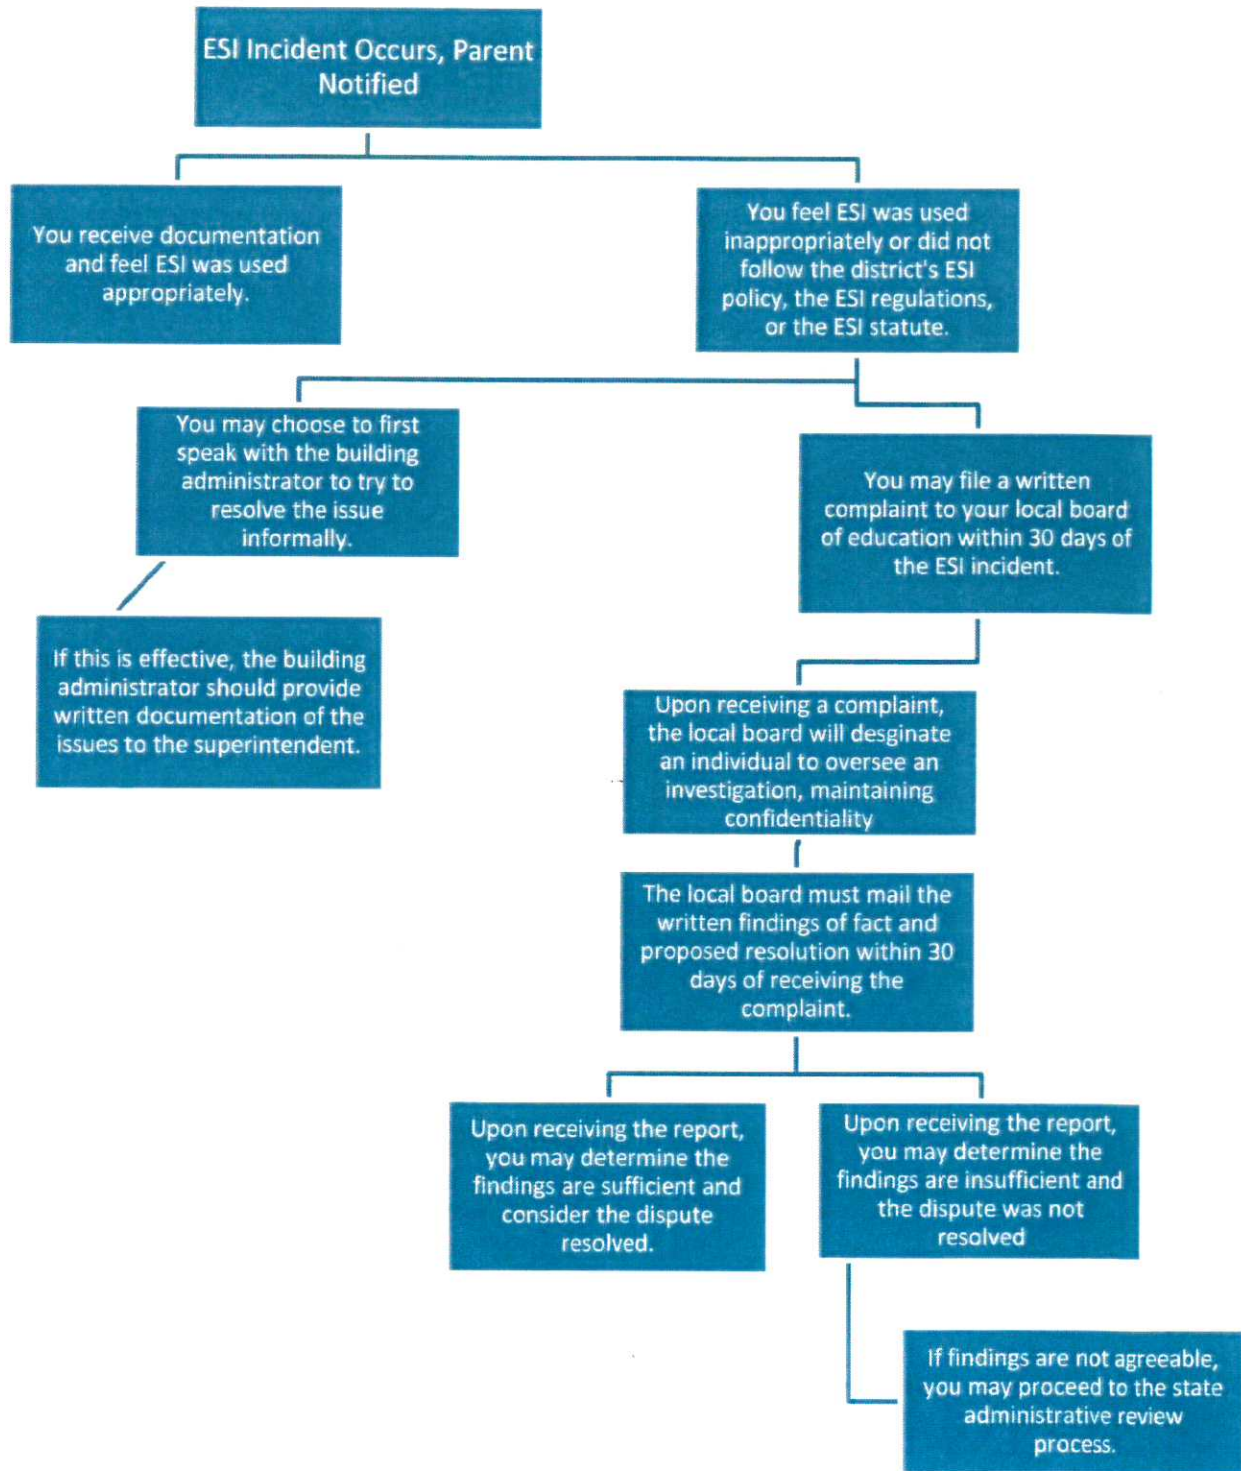 ESI Incident Occurs, Parent
Notified
You receive documentation
and feel ESI was used
appropriately.
You feel ESI was used
inappropriately or did not
follow the district's ESI
policy, the ESI regulations,
or the ESI statute.
You may choose to first
speak with the building
administrator to try to
resolve the issue
informally.
You may file a written
complaint to your local board
of education within 30 days of
the ESI incident.
If this is effective, the building
administrator should provide
written documentation of the
issues to the superintendent.
Upon receiving a complaint,
the local board will desginate
an individual to oversee an
investigation, maintaining
confidentiality
The local board must mail the
written findings of fact and
proposed resolution within 30
days of receiving the
complaint.
Upon receiving the report,
you may determine the
findings are sufficient and
consider the dispute
resolved.
Upon receiving the report,
you may determine the
findings are insufficient and
the dispute was not
resolved
If findings are not agreeable,
you may proceed to the state
administrative review
process.